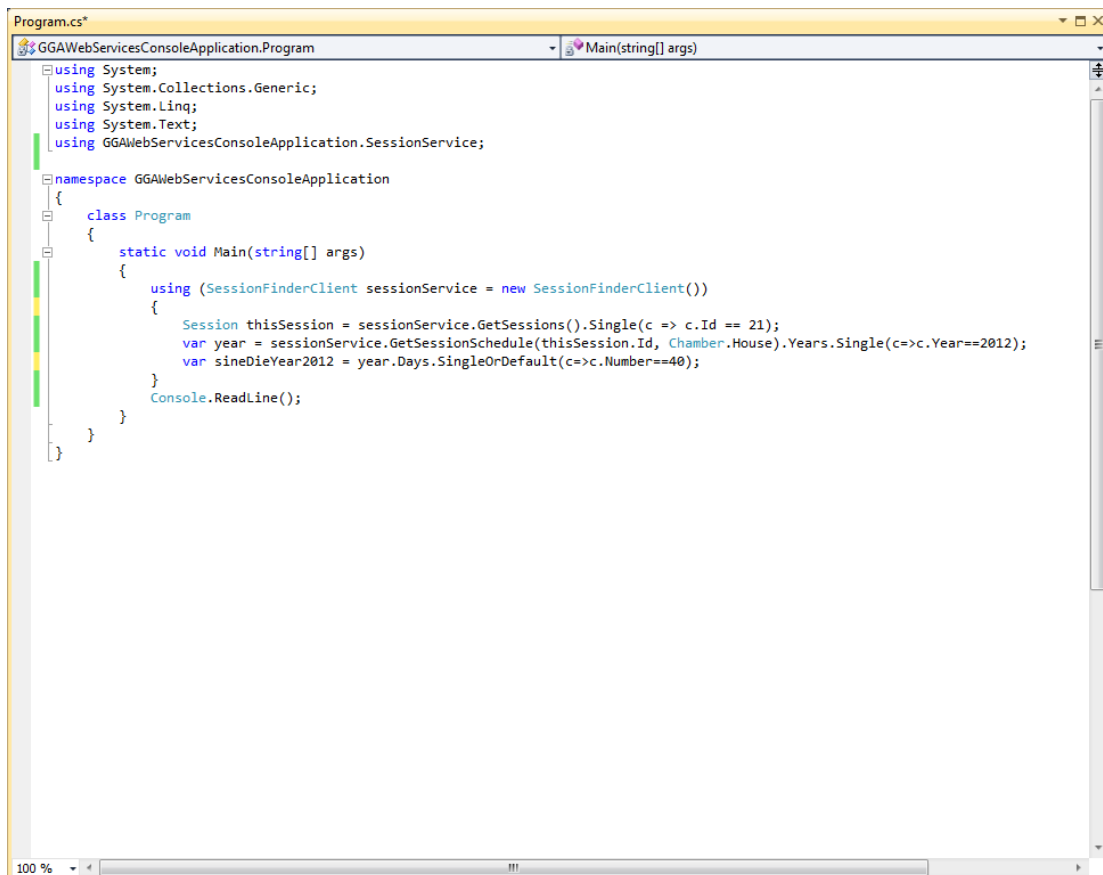 Program.cs*
GGAWebServicesConsoleApplication.Program Main(string[] args)
using System;
using System.Collections.Generic;
using System.Linq;
using System.Text;
using GGAWebServicesConsoleApplication.SessionService;
namespace GGAWebServicesConsoleApplication
{
class Program
{
static void Main(string[] args)
{
using (SessionFinderClient sessionService = new SessionFinderClient())
{
Session thisSession = sessionService.GetSessions().Single(c => c.Id == 21);
var year = sessionService.GetSessionSchedule(thisSession.Id, Chamber.House).Years.Single(c=>c.Year==2012);
var sineDieYear2012 = year.Days.SingleOrDefault(c=>c.Number==40);
}
Console.ReadLine();
}
}
}
100 %